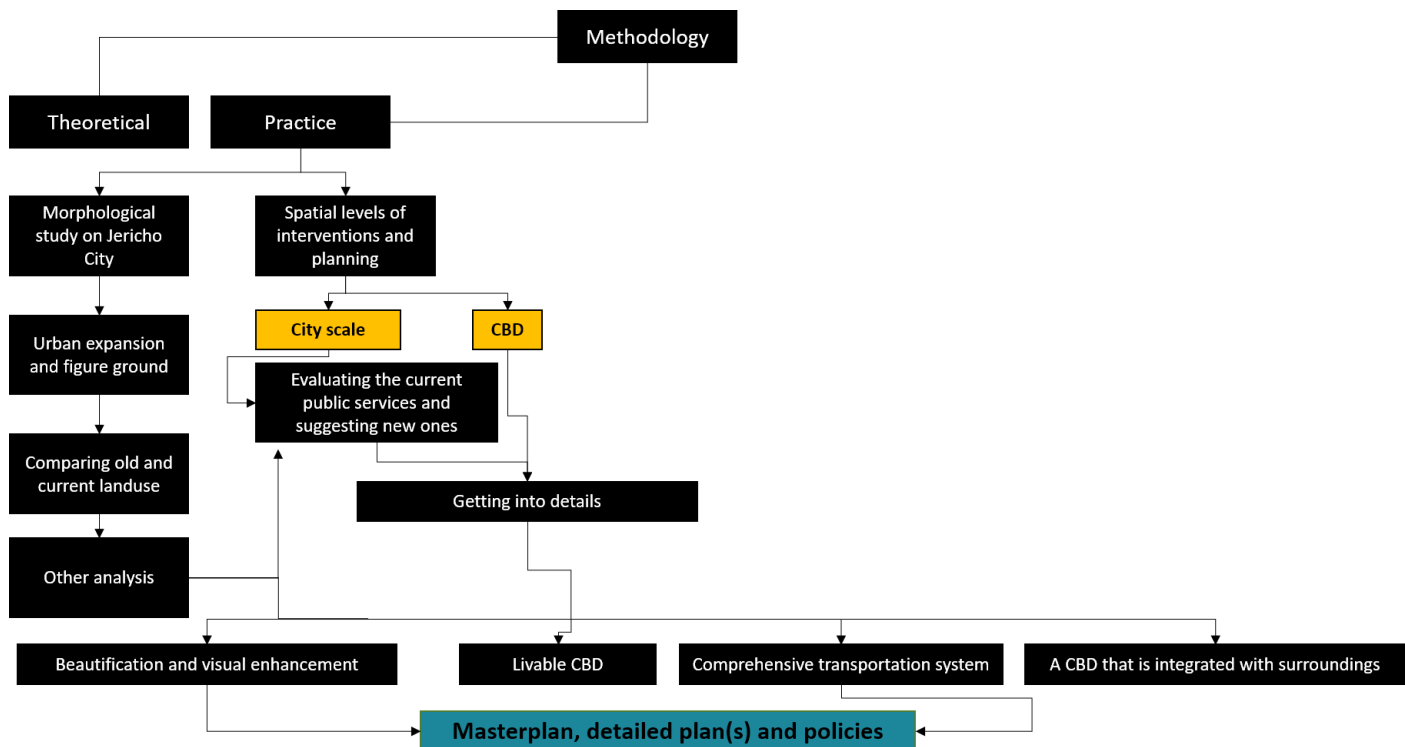 Methodology
Theoretical
Practice
Morphological
study on Jericho
City
Spatial levels of
interventions and
planning
City scale
CBD
Urban expansion
and figure ground
Evaluating the current
public services and
suggesting new ones
Comparing old and
current landuse
Getting into details
Other analysis
Beautification and visual enhancement
Livable CBD
Comprehensive transportation system
A CBD that is integrated with surroundings
Masterplan, detailed plan(s) and policies